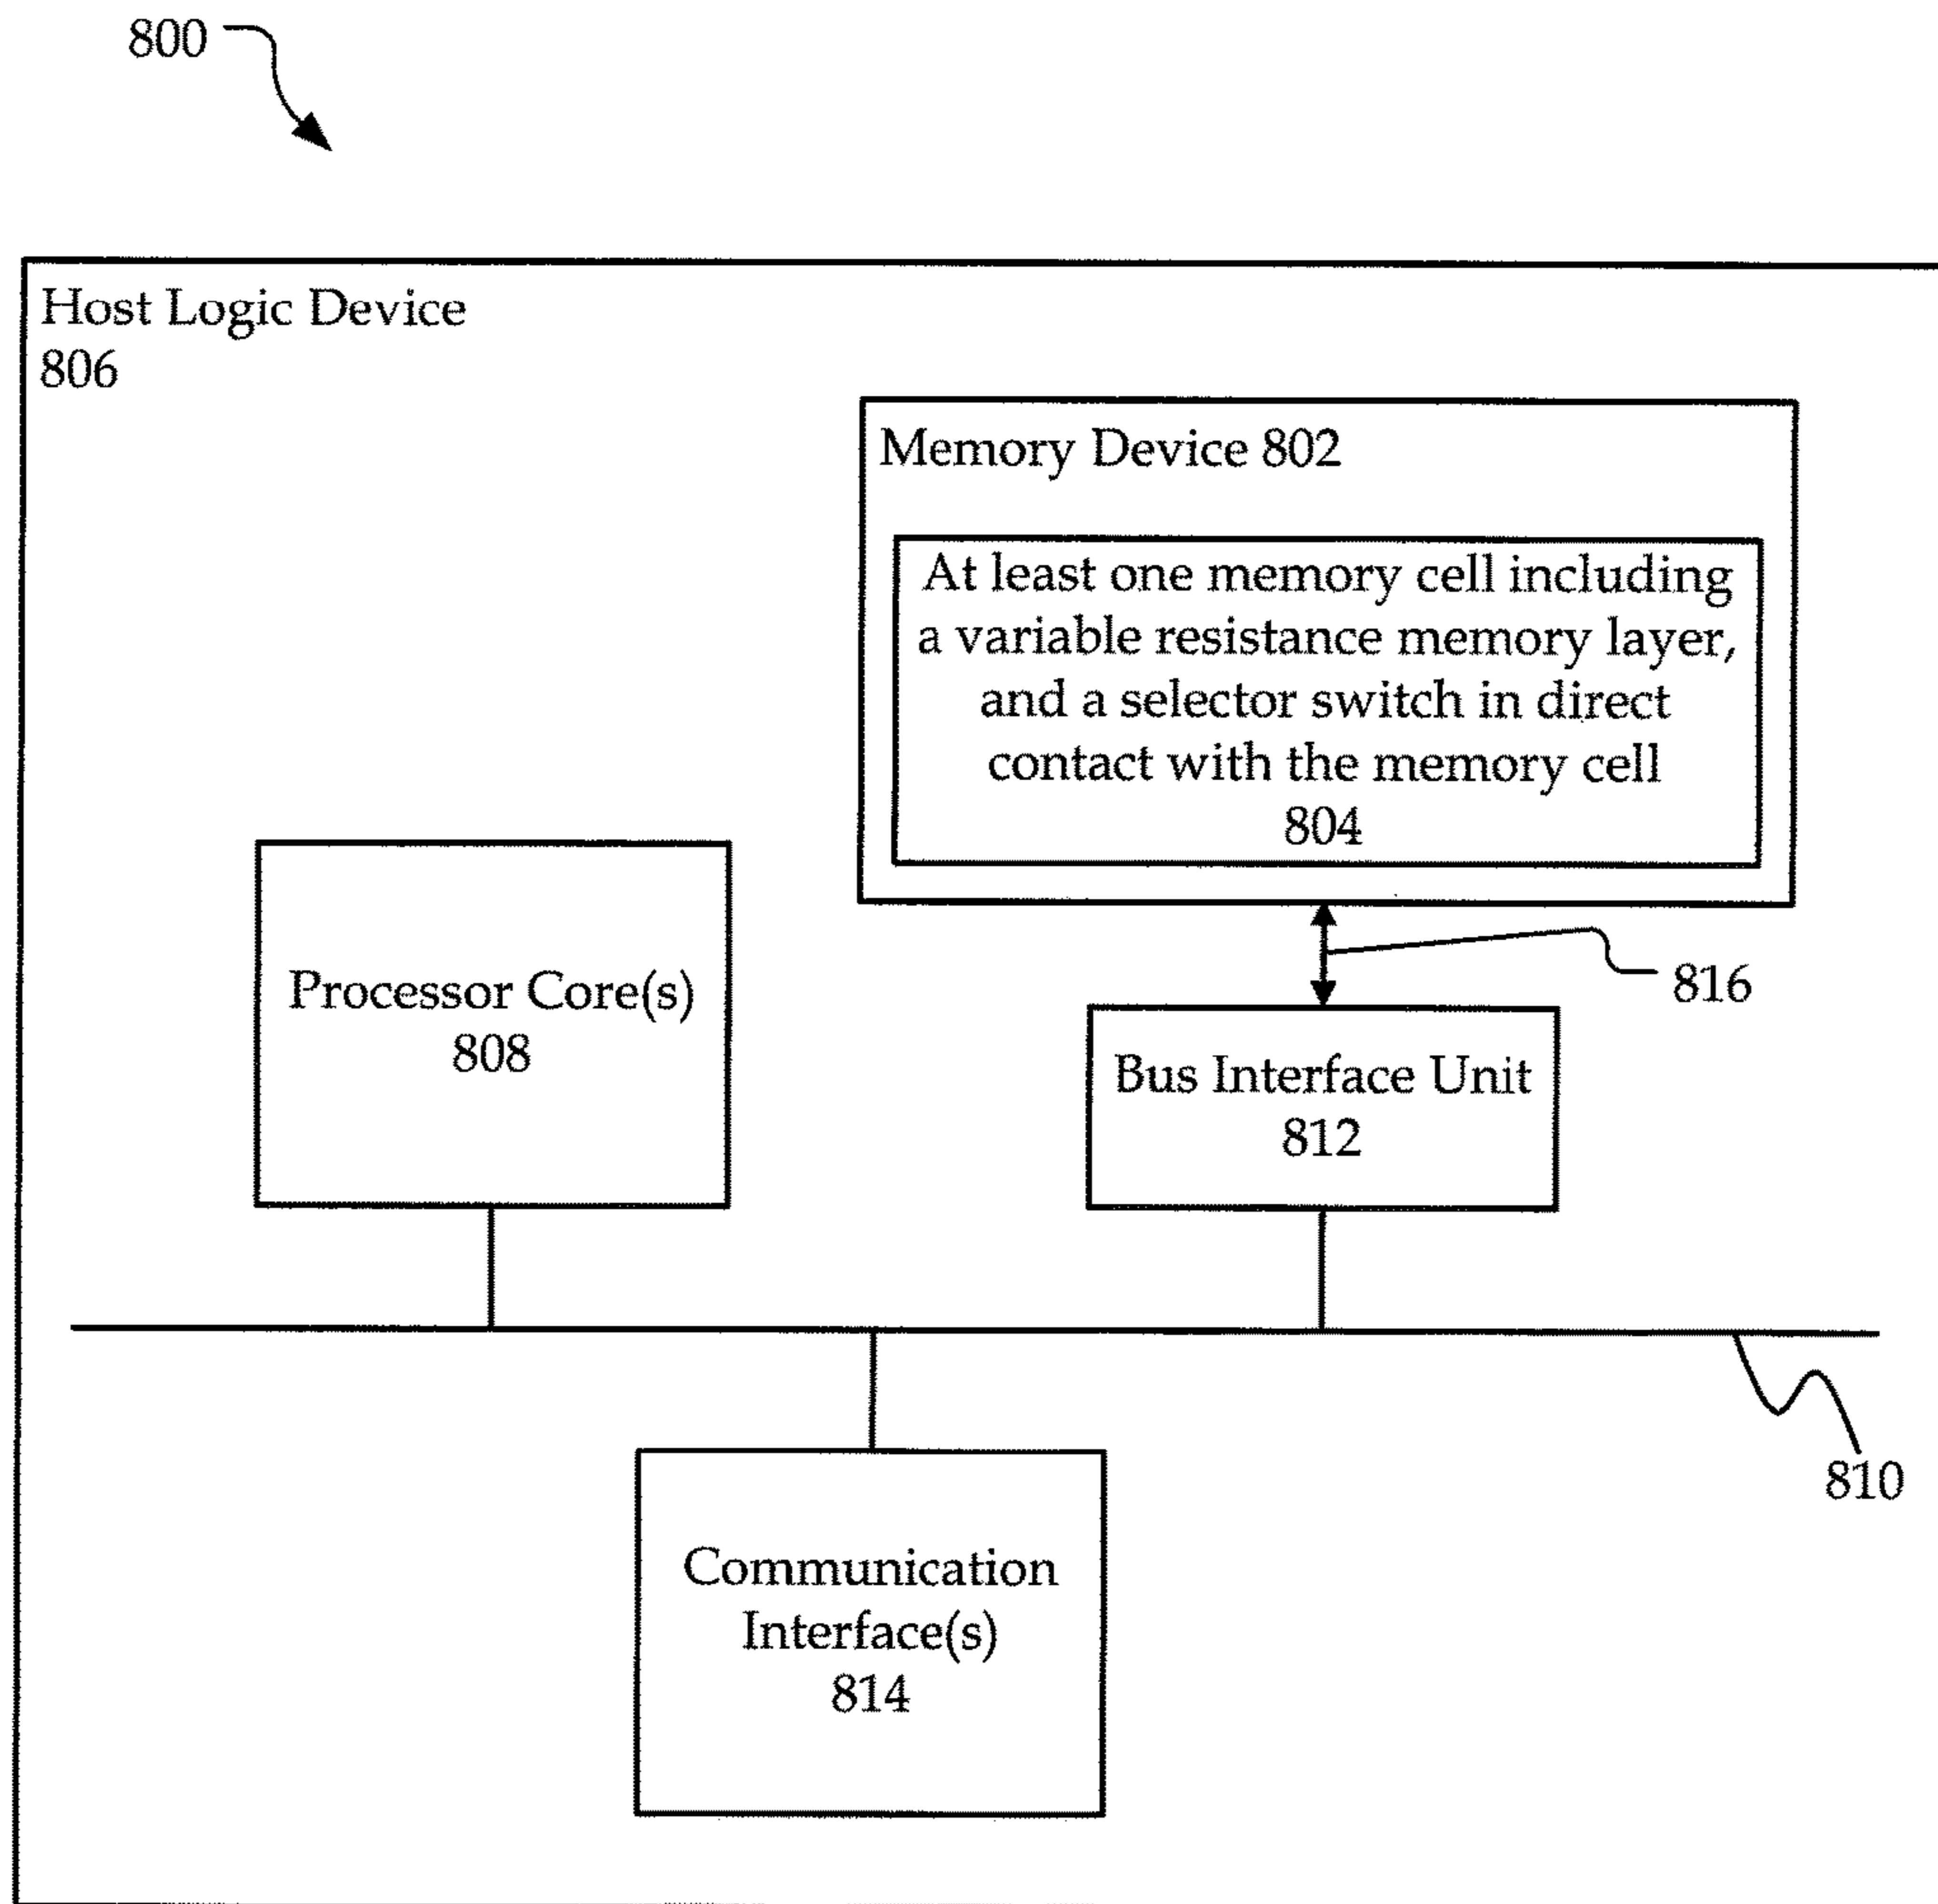 800
Host Logic Device
806
Memory Device 802
At least one memory cell including
a variable resistance memory layer,
and a selector switch in direct
contact with the memory cell
804
Processor Core(s)
808
816
Bus Interface Unit
812
810
Communication
Interface(s)
814